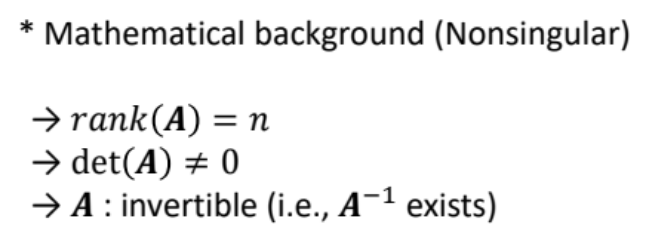 * Mathematical background (Nonsingular)
→ rank(A) = n
→ det(A) ≠ 0
→ A : invertible (i.e., A⁻¹ exists)